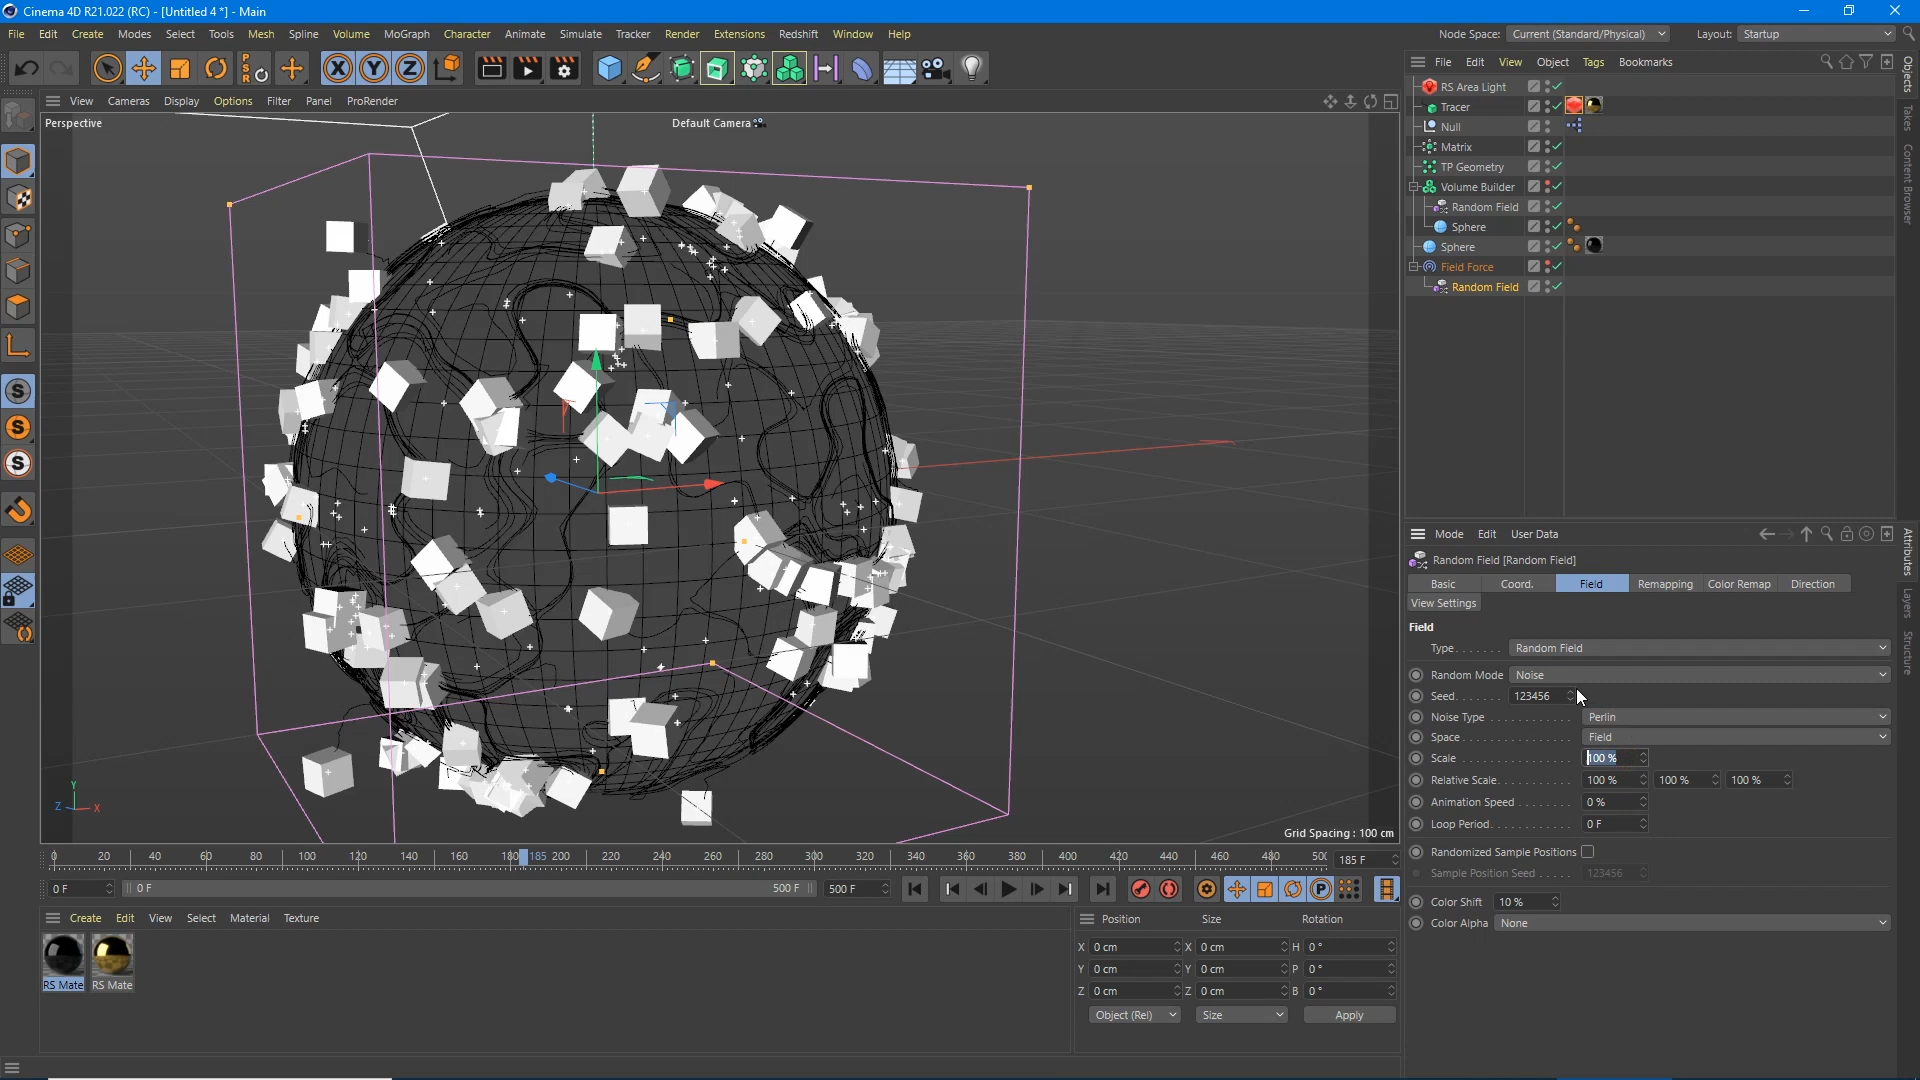 Cinema 4D R21.022 (RC) - [Untitled 4 *] - Main
File Edit Create Modes Select Tools Mesh Spline Volume MoGraph Character Animate Simulate Tracker Render Extensions Redshift Window Help
Node Space: Current (Standard/Physical) Layout: Startup
P S R X Y Z
View Cameras Display Options Filter Panel ProRender
Perspective
Default Camera
Y
Z X
Grid Spacing : 100 cm
File Edit View Object Tags Bookmarks
RS Area Light
Tracer
Null
Matrix
TP Geometry
Volume Builder
Random Field
Sphere
Sphere
Field Force
Random Field
Objects
Takes
Content Browser
Attributes
Layers
Structure
Mode Edit User Data
Random Field [Random Field]
Basic Coord. Field Remapping Color Remap Direction
View Settings
Field
Type . . . . . . . Random Field
Random Mode Noise
Seed. . . . . . . 123456
Noise Type . . . . . . . . . . . Perlin
Space. . . . . . . . . . . . . . . Field
Scale . . . . . . . . . . . . . . . 100 %
Relative Scale. . . . . . . . . . 100 % 100 % 100 %
Animation Speed . . . . . . . 0 %
Loop Period. . . . . . . . . . . 0 F
Randomized Sample Positions
Sample Position Seed . . . . . 123456
Color Shift 10 %
Color Alpha None
0 20 40 60 80 100 120 140 160 180 185 200 220 240 260 280 300 320 340 360 380 400 420 440 460 480 500 185 F
0 F 0 F 500 F 500 F
Create Edit View Select Material Texture
RS Mate RS Mate
Position Size Rotation
X 0 cm X 0 cm H 0 °
Y 0 cm Y 0 cm P 0 °
Z 0 cm Z 0 cm B 0 °
Object (Rel) Size Apply